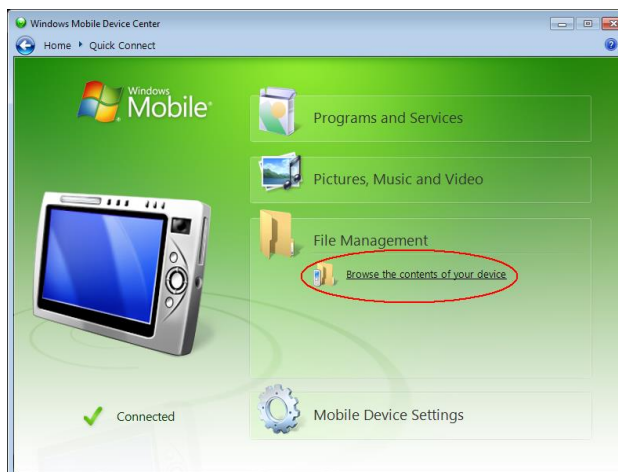 Windows Mobile Device Center
Home Quick Connect
Windows
Mobile
Programs and Services
Pictures, Music and Video
File Management
Browse the contents of your device
Connected
Mobile Device Settings